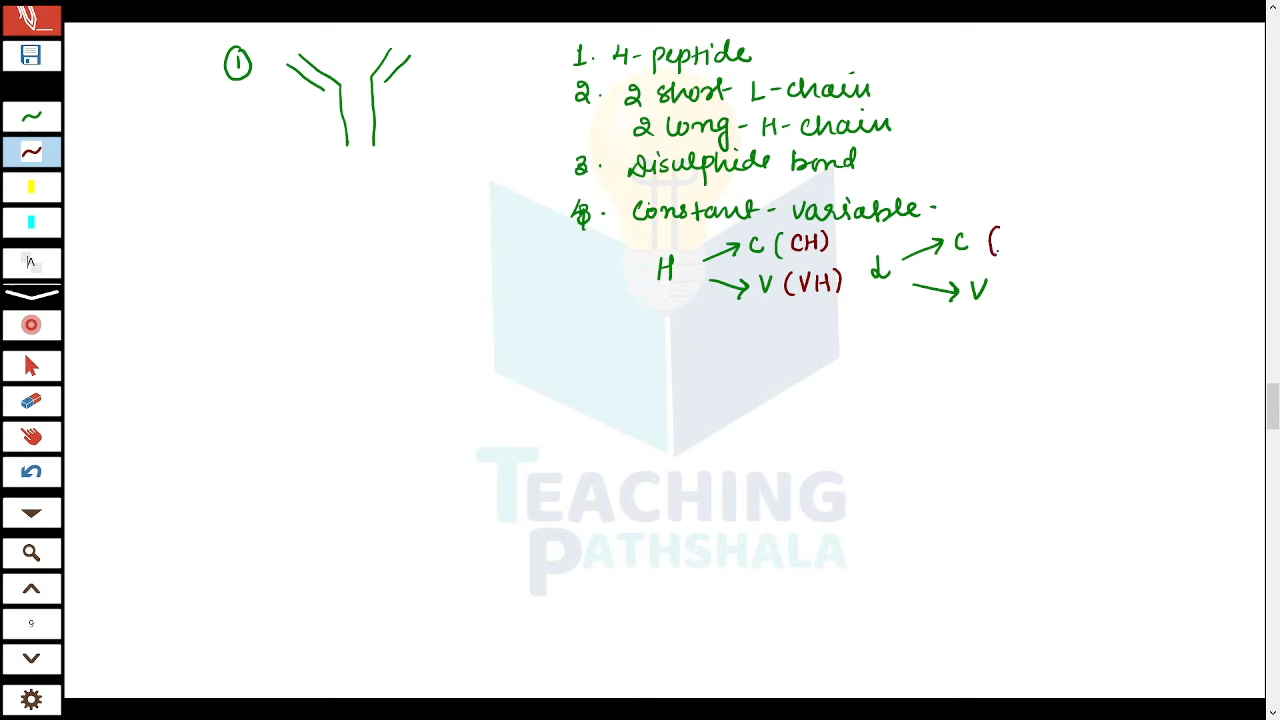 ①
1. 4-peptide
2. 2 short L-chain
2 long-H-chain
3. Disulphide bond
4. Constant-variable-
H → C (CH) L → C (
→ V (VH) → V
TEACHING
PATHSHALA
9